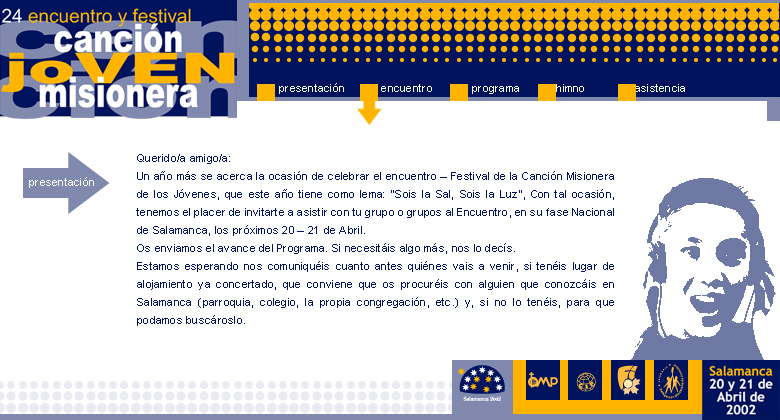 24 encuentro y festival
canción
joVEN
misionera
presentación
encuentro
programa
himno
asistencia
presentación
Querido/a amigo/a:
Un año más se acerca la ocasión de celebrar el encuentro – Festival de la Canción Misionera
de los Jóvenes, que este año tiene como lema: "Sois la Sal, Sois la Luz", Con tal ocasión,
tenemos el placer de invitarte a asistir con tu grupo o grupos al Encuentro, en su fase Nacional
de Salamanca, los próximos 20 – 21 de Abril.
Os enviamos el avance del Programa. Si necesitáis algo más, nos lo decís.
Estamos esperando nos comuniquéis cuanto antes quiénes vais a venir, si tenéis lugar de
alojamiento ya concertado, que conviene que os procuréis con alguien que conozcáis en
Salamanca (parroquia, colegio, la propia congregación, etc.) y, si no lo tenéis, para que
podamos buscároslo.
Salamanca 2002
OMP
Salamanca
20 y 21 de
Abril de
2002